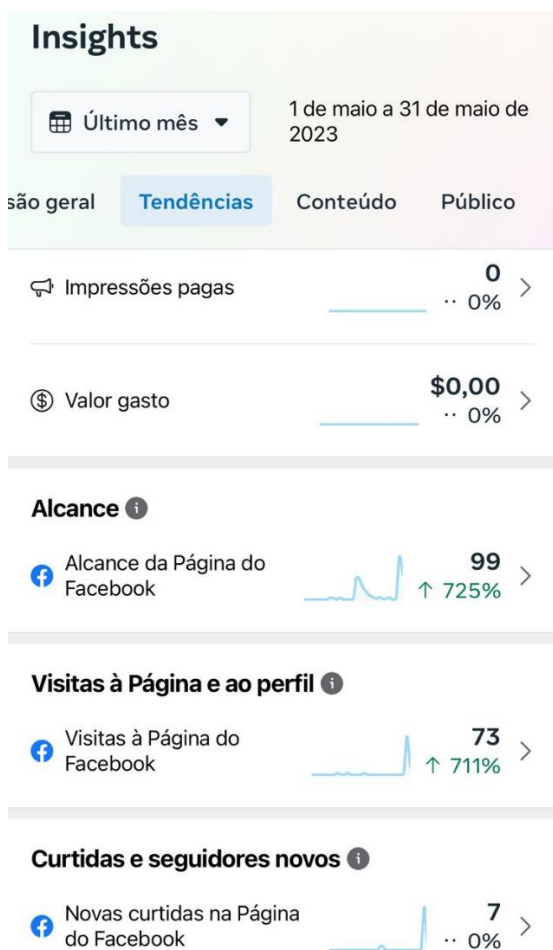 Insights
Último mês
1 de maio a 31 de maio de
2023
são geral Tendências Conteúdo Público
Impressões pagas
0
·· 0%
Valor gasto
$0,00
·· 0%
Alcance
Alcance da Página do
Facebook
99
↑ 725%
Visitas à Página e ao perfil
Visitas à Página do
Facebook
73
↑ 711%
Curtidas e seguidores novos
Novas curtidas na Página
do Facebook
7
·· 0%